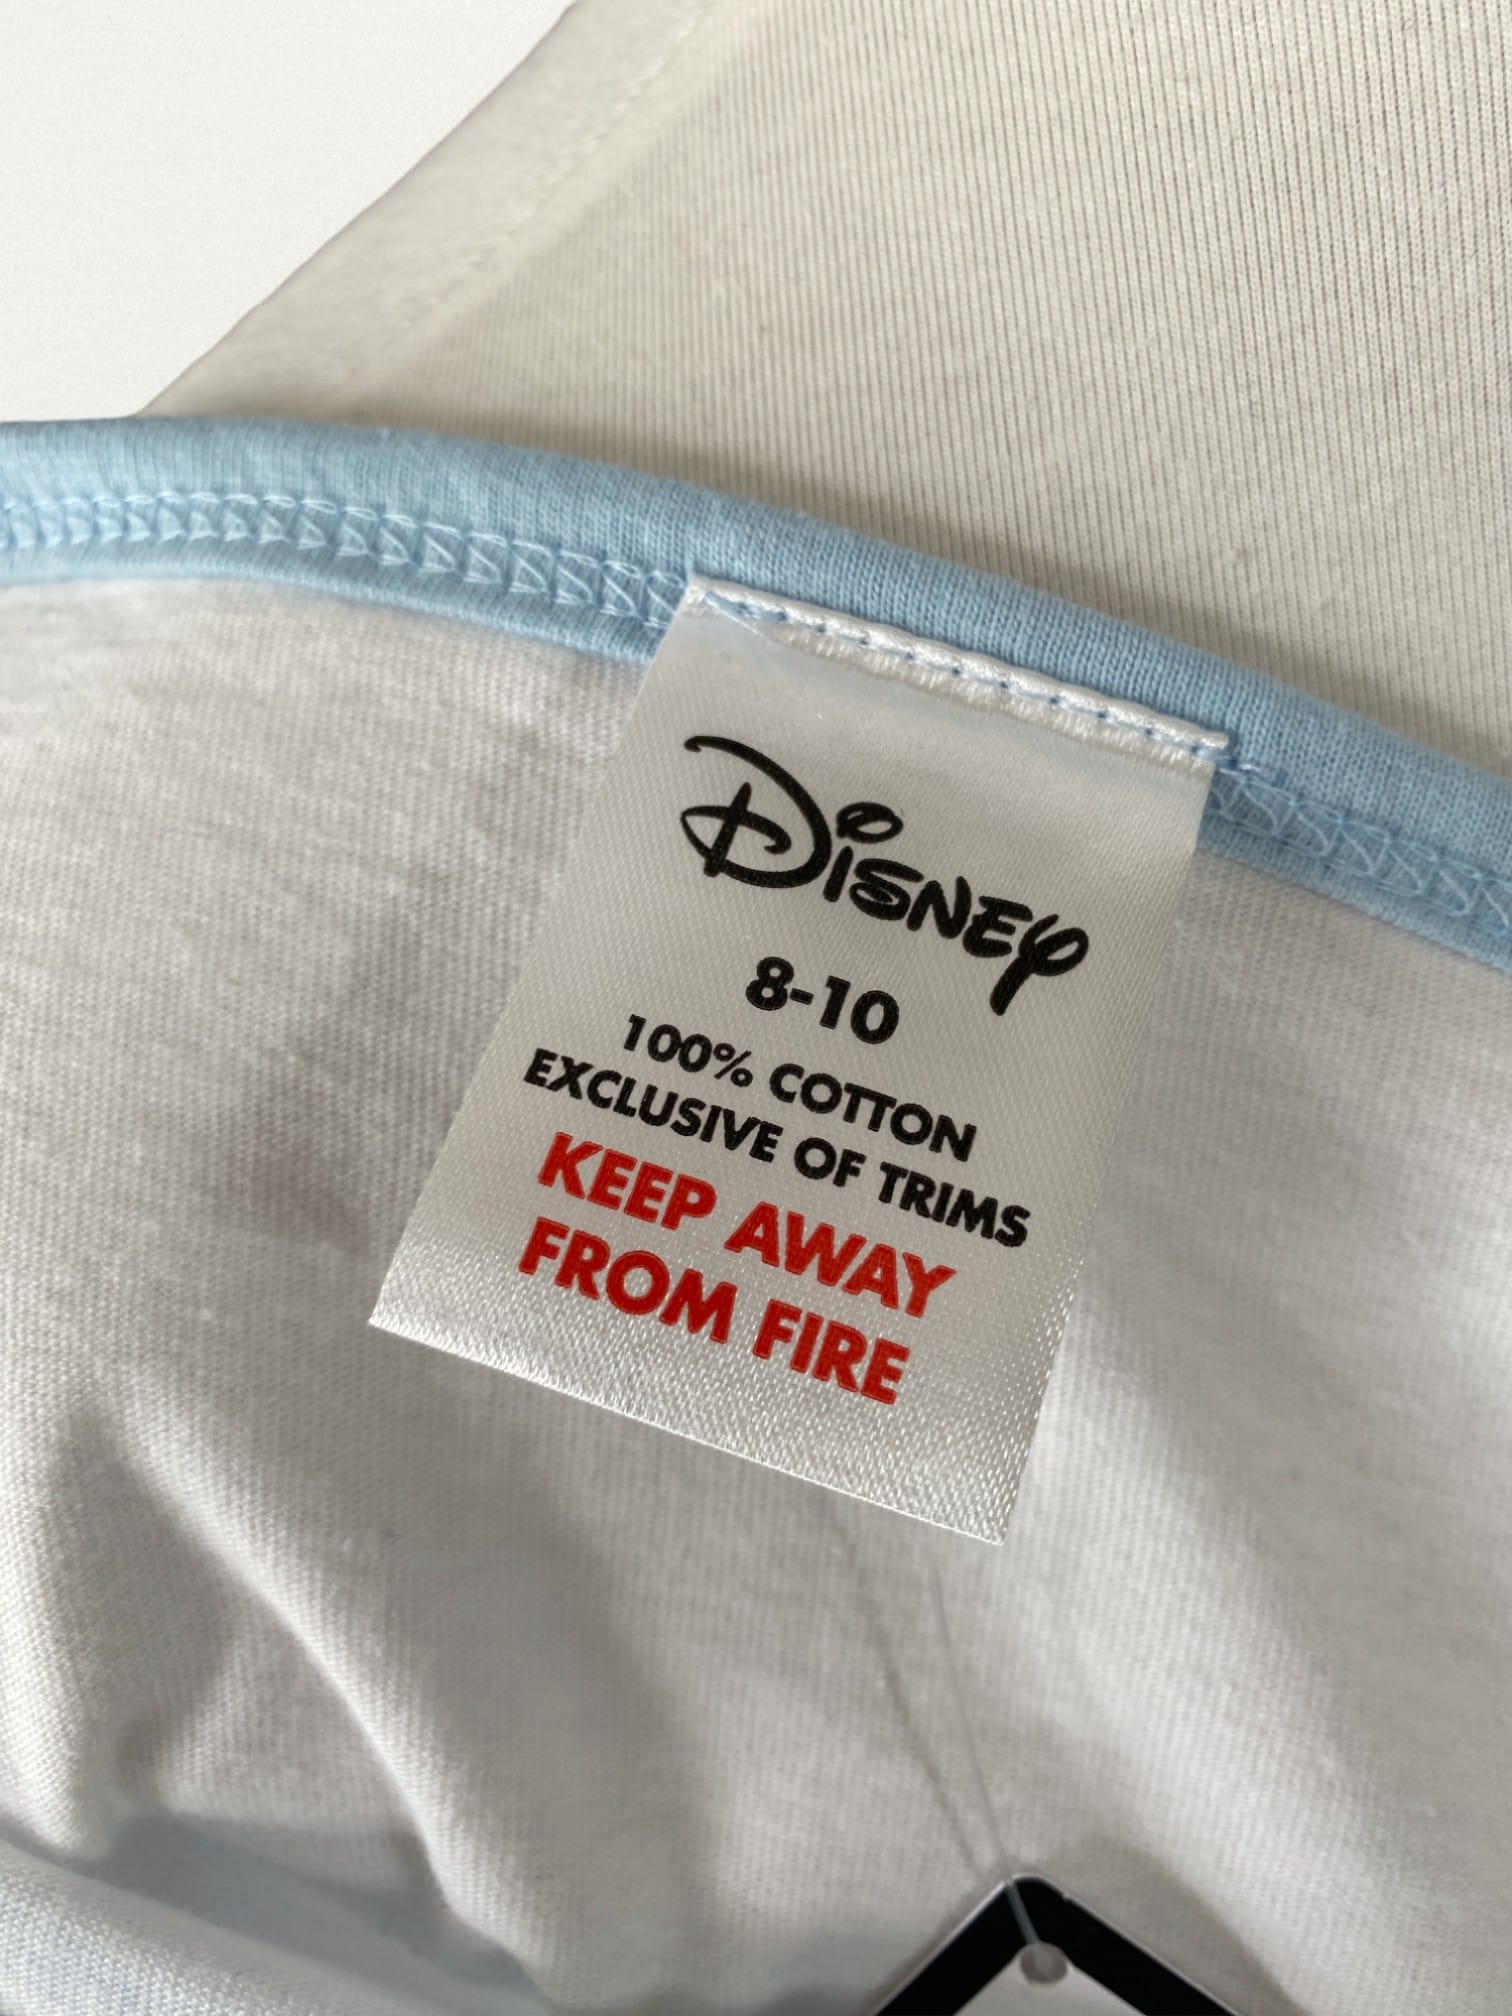 Disney
8-10
100% COTTON
EXCLUSIVE OF TRIMS
KEEP AWAY
FROM FIRE